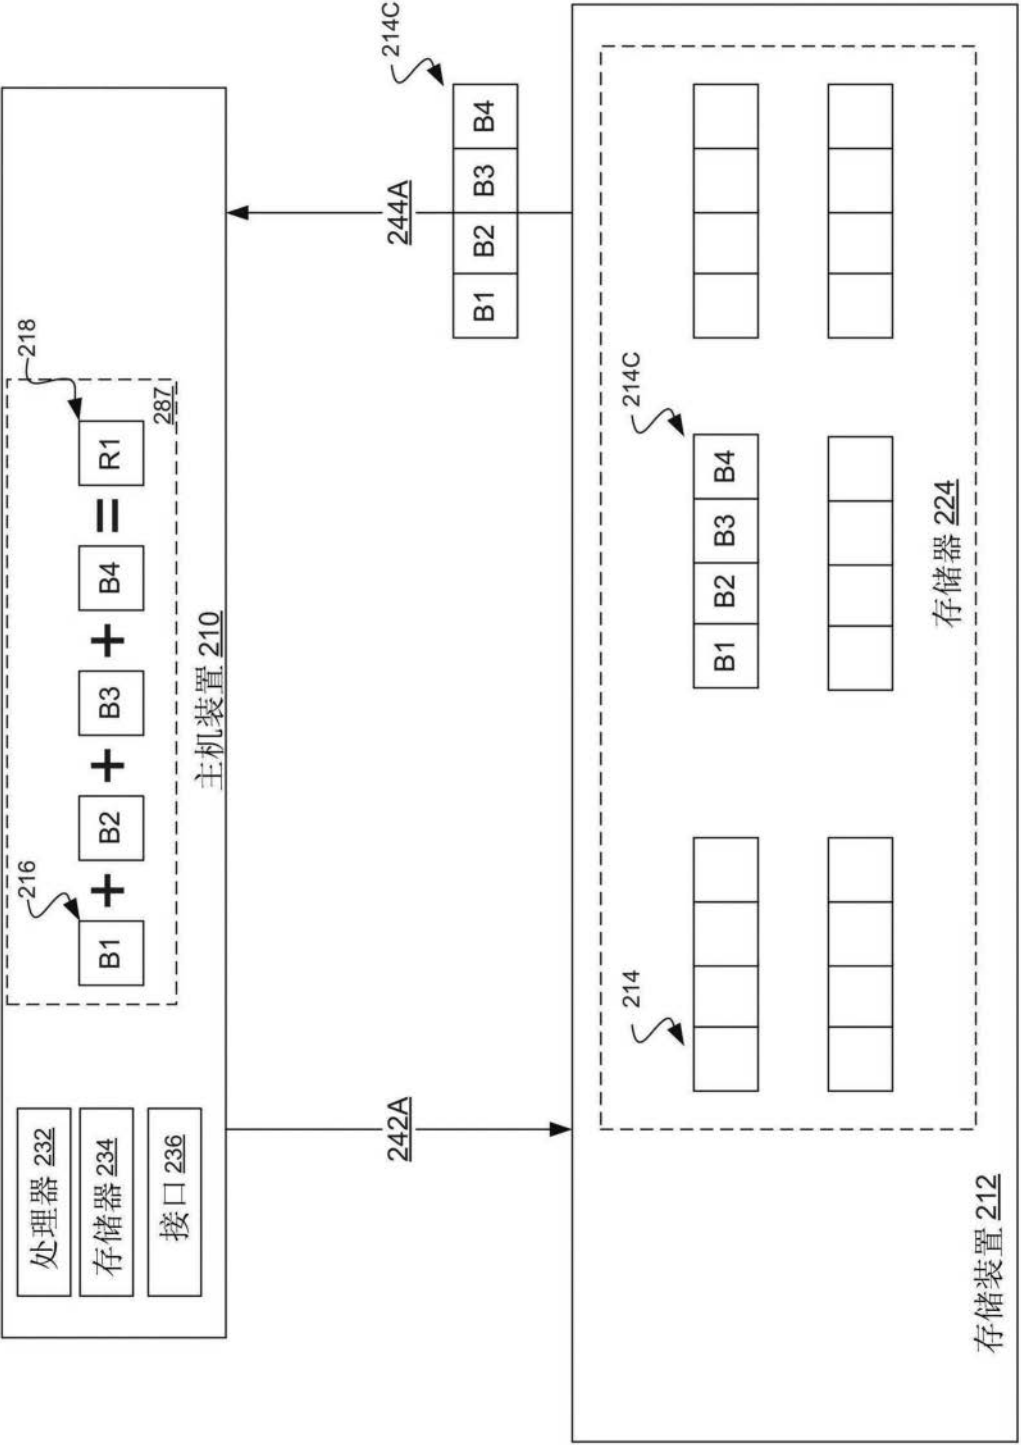 处理器 232
存储器 234
接口 236
216
B1 + B2 + B3 + B4 = R1
218
287
主机装置 210
242A
244A
B1 B2 B3 B4
214C
214
B1 B2 B3 B4
214C
存储器 224
存储装置 212